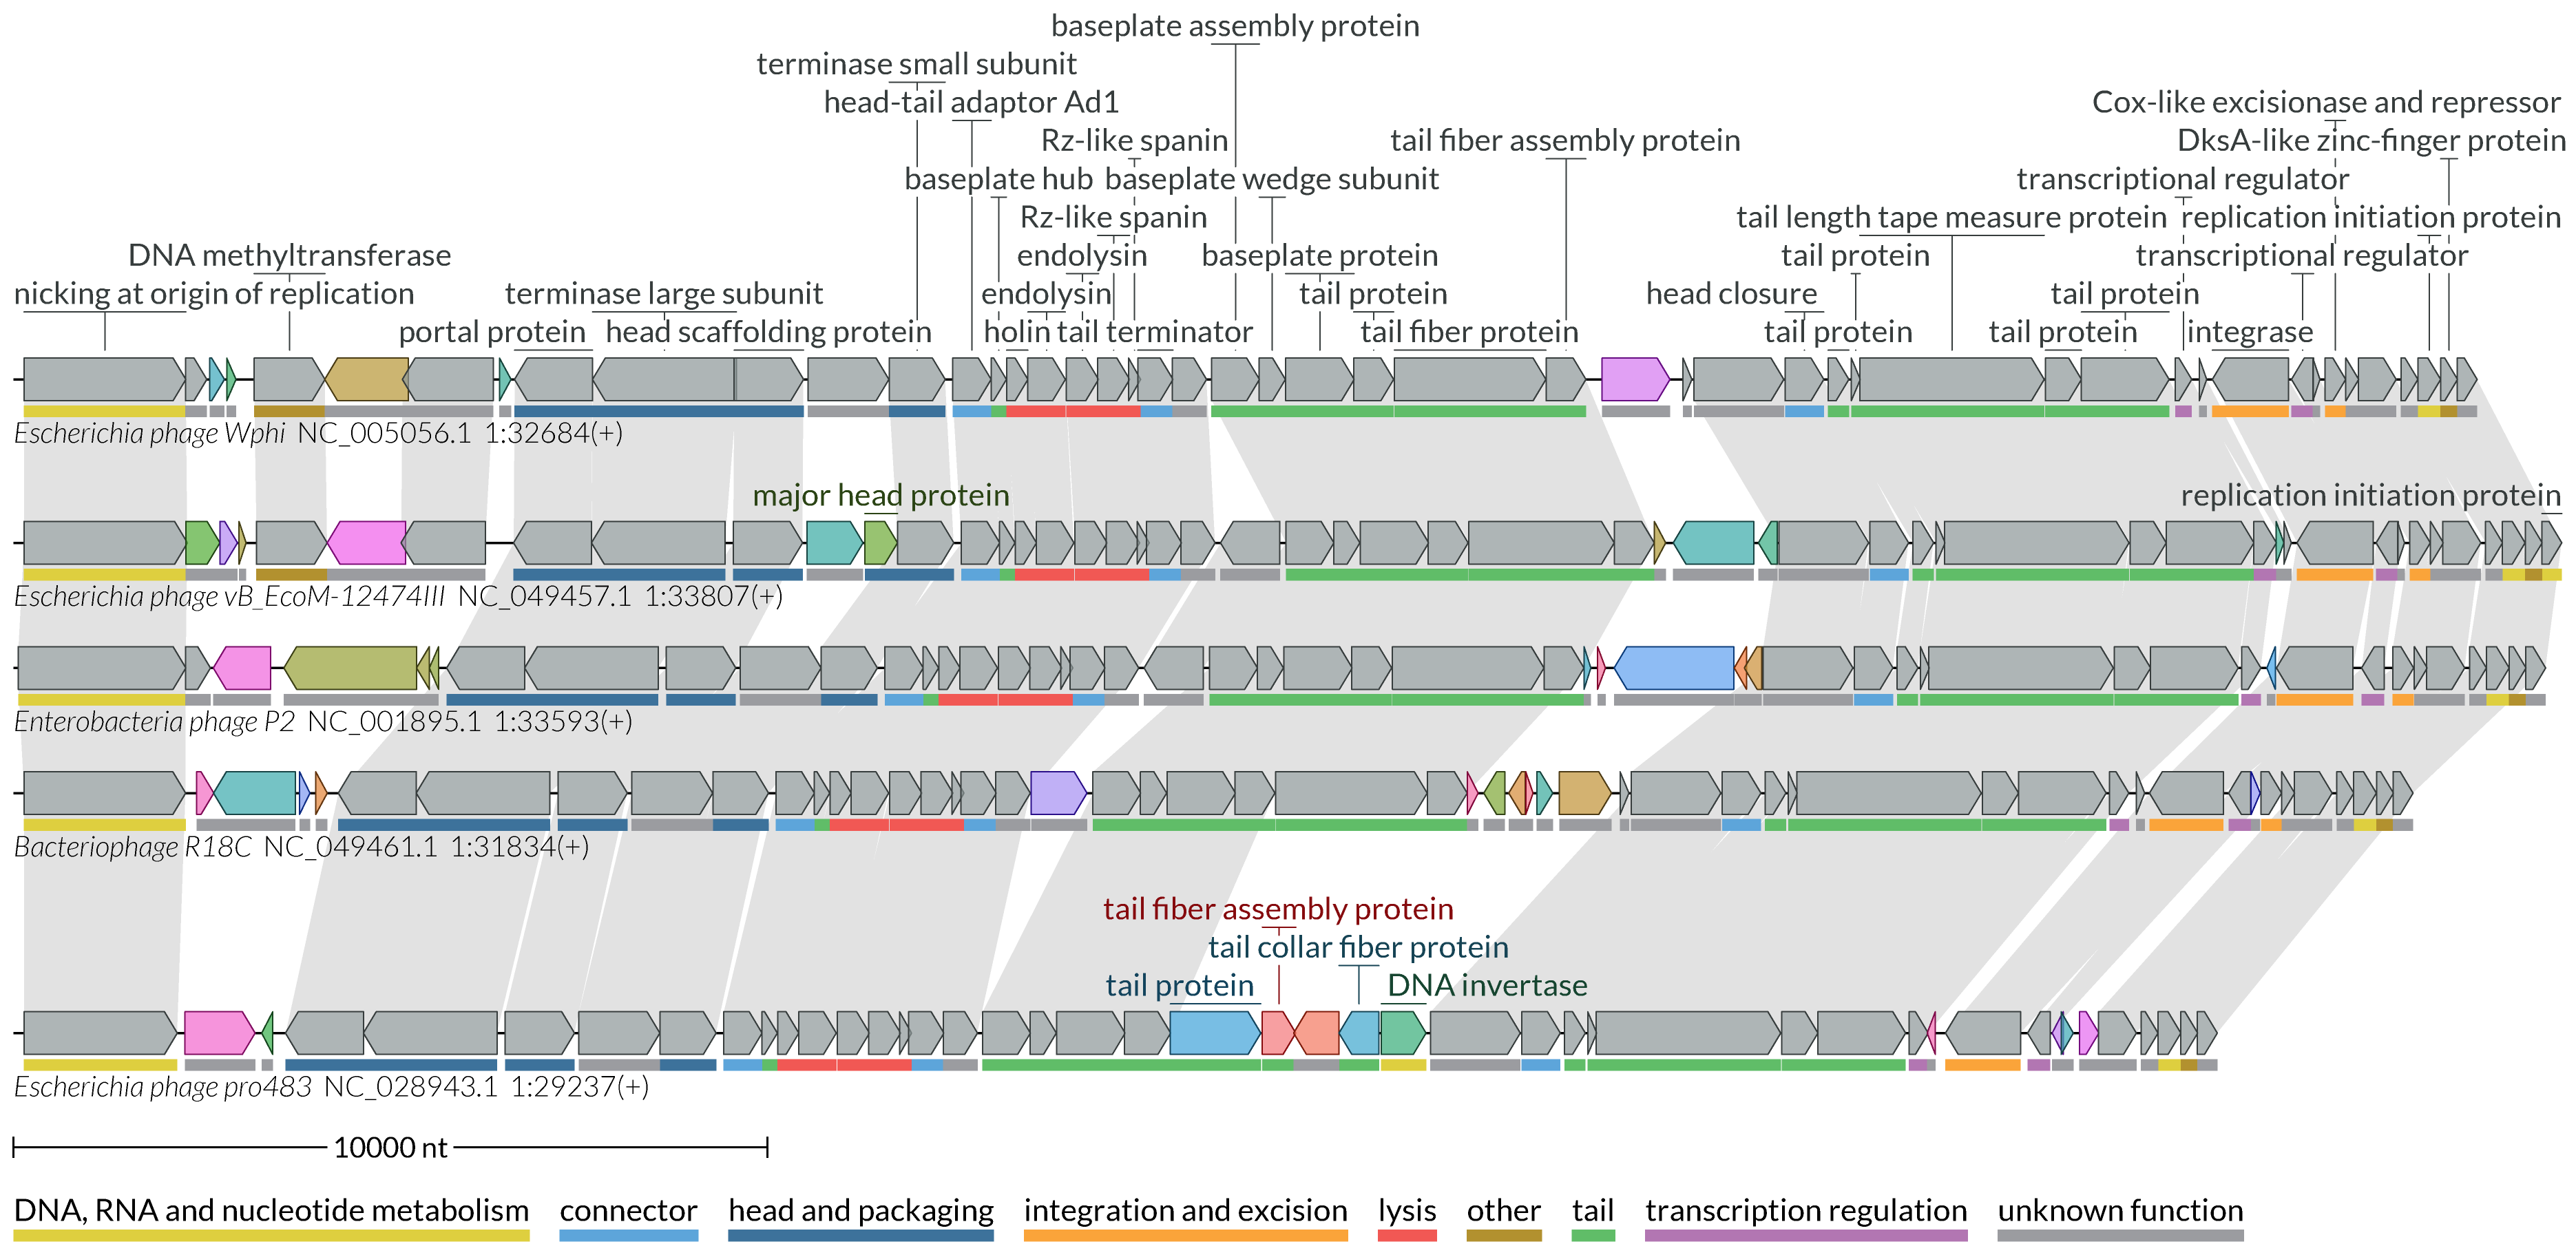 baseplate assembly protein
terminase small subunit
head-tail adaptor Ad1
Cox-like excisionase and repressor
Rz-like spanin
tail fiber assembly protein
DksA-like zinc-finger protein
baseplate hub
baseplate wedge subunit
transcriptional regulator
Rz-like spanin
tail length tape measure protein
replication initiation protein
DNA methyltransferase
endolysin
baseplate protein
tail protein
transcriptional regulator
nicking at origin of replication
terminase large subunit
endolysin
tail protein
head closure
tail protein
portal protein
head scaffolding protein
holin
tail terminator
tail fiber protein
tail protein
tail protein
integrase
Escherichia phage Wphi NC_005056.1 1:32684(+)
major head protein
replication initiation protein
Escherichia phage vB_EcoM-12474III NC_049457.1 1:33807(+)
Enterobacteria phage P2 NC_001895.1 1:33593(+)
Bacteriophage R18C NC_049461.1 1:31834(+)
tail fiber assembly protein
tail collar fiber protein
tail protein
DNA invertase
Escherichia phage pro483 NC_028943.1 1:29237(+)
10000 nt
DNA, RNA and nucleotide metabolism
connector
head and packaging
integration and excision
lysis
other
tail
transcription regulation
unknown function